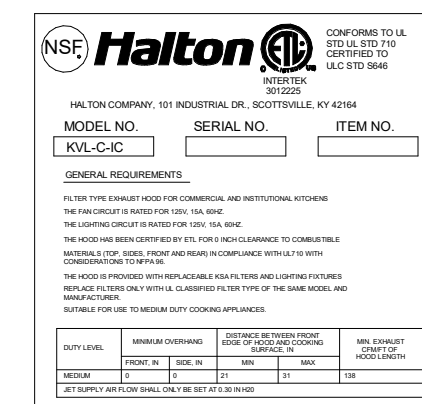 NSF®
Halton
ETL
CONFORMS TO UL
STD UL STD 710
CERTIFIED TO
ULC STD S646
INTERTEK
3012225
HALTON COMPANY, 101 INDUSTRIAL DR., SCOTTSVILLE, KY 42164
MODEL NO. SERIAL NO. ITEM NO.
KVL-C-IC
GENERAL REQUIREMENTS
FILTER TYPE EXHAUST HOOD FOR COMMERCIAL AND INSTITUTIONAL KITCHENS
THE FAN CIRCUIT IS RATED FOR 125V, 15A, 60HZ.
THE LIGHTING CIRCUIT IS RATED FOR 125V, 15A, 60HZ.
THE HOOD HAS BEEN CERTIFIED BY ETL FOR 0 INCH CLEARANCE TO COMBUSTIBLE
MATERIALS (TOP, SIDES, FRONT AND REAR) IN COMPLIANCE WITH UL710 WITH
CONSIDERATIONS TO NFPA 96.
THE HOOD IS PROVIDED WITH REPLACEABLE KSA FILTERS AND LIGHTING FIXTURES
REPLACE FILTERS ONLY WITH UL CLASSIFIED FILTER TYPE OF THE SAME MODEL AND
MANUFACTURER.
SUITABLE FOR USE TO MEDIUM DUTY COOKING APPLIANCES.
DUTY LEVEL
MINIMUM OVERHANG
DISTANCE BETWEEN FRONT
EDGE OF HOOD AND COOKING
SURFACE, IN
MIN. EXHAUST
CFM/FT OF
HOOD LENGTH
FRONT, IN SIDE, IN MIN MAX
MEDIUM 0 0 21 31 138
JET SUPPLY AIR FLOW SHALL ONLY BE SET AT 0.30 IN H20